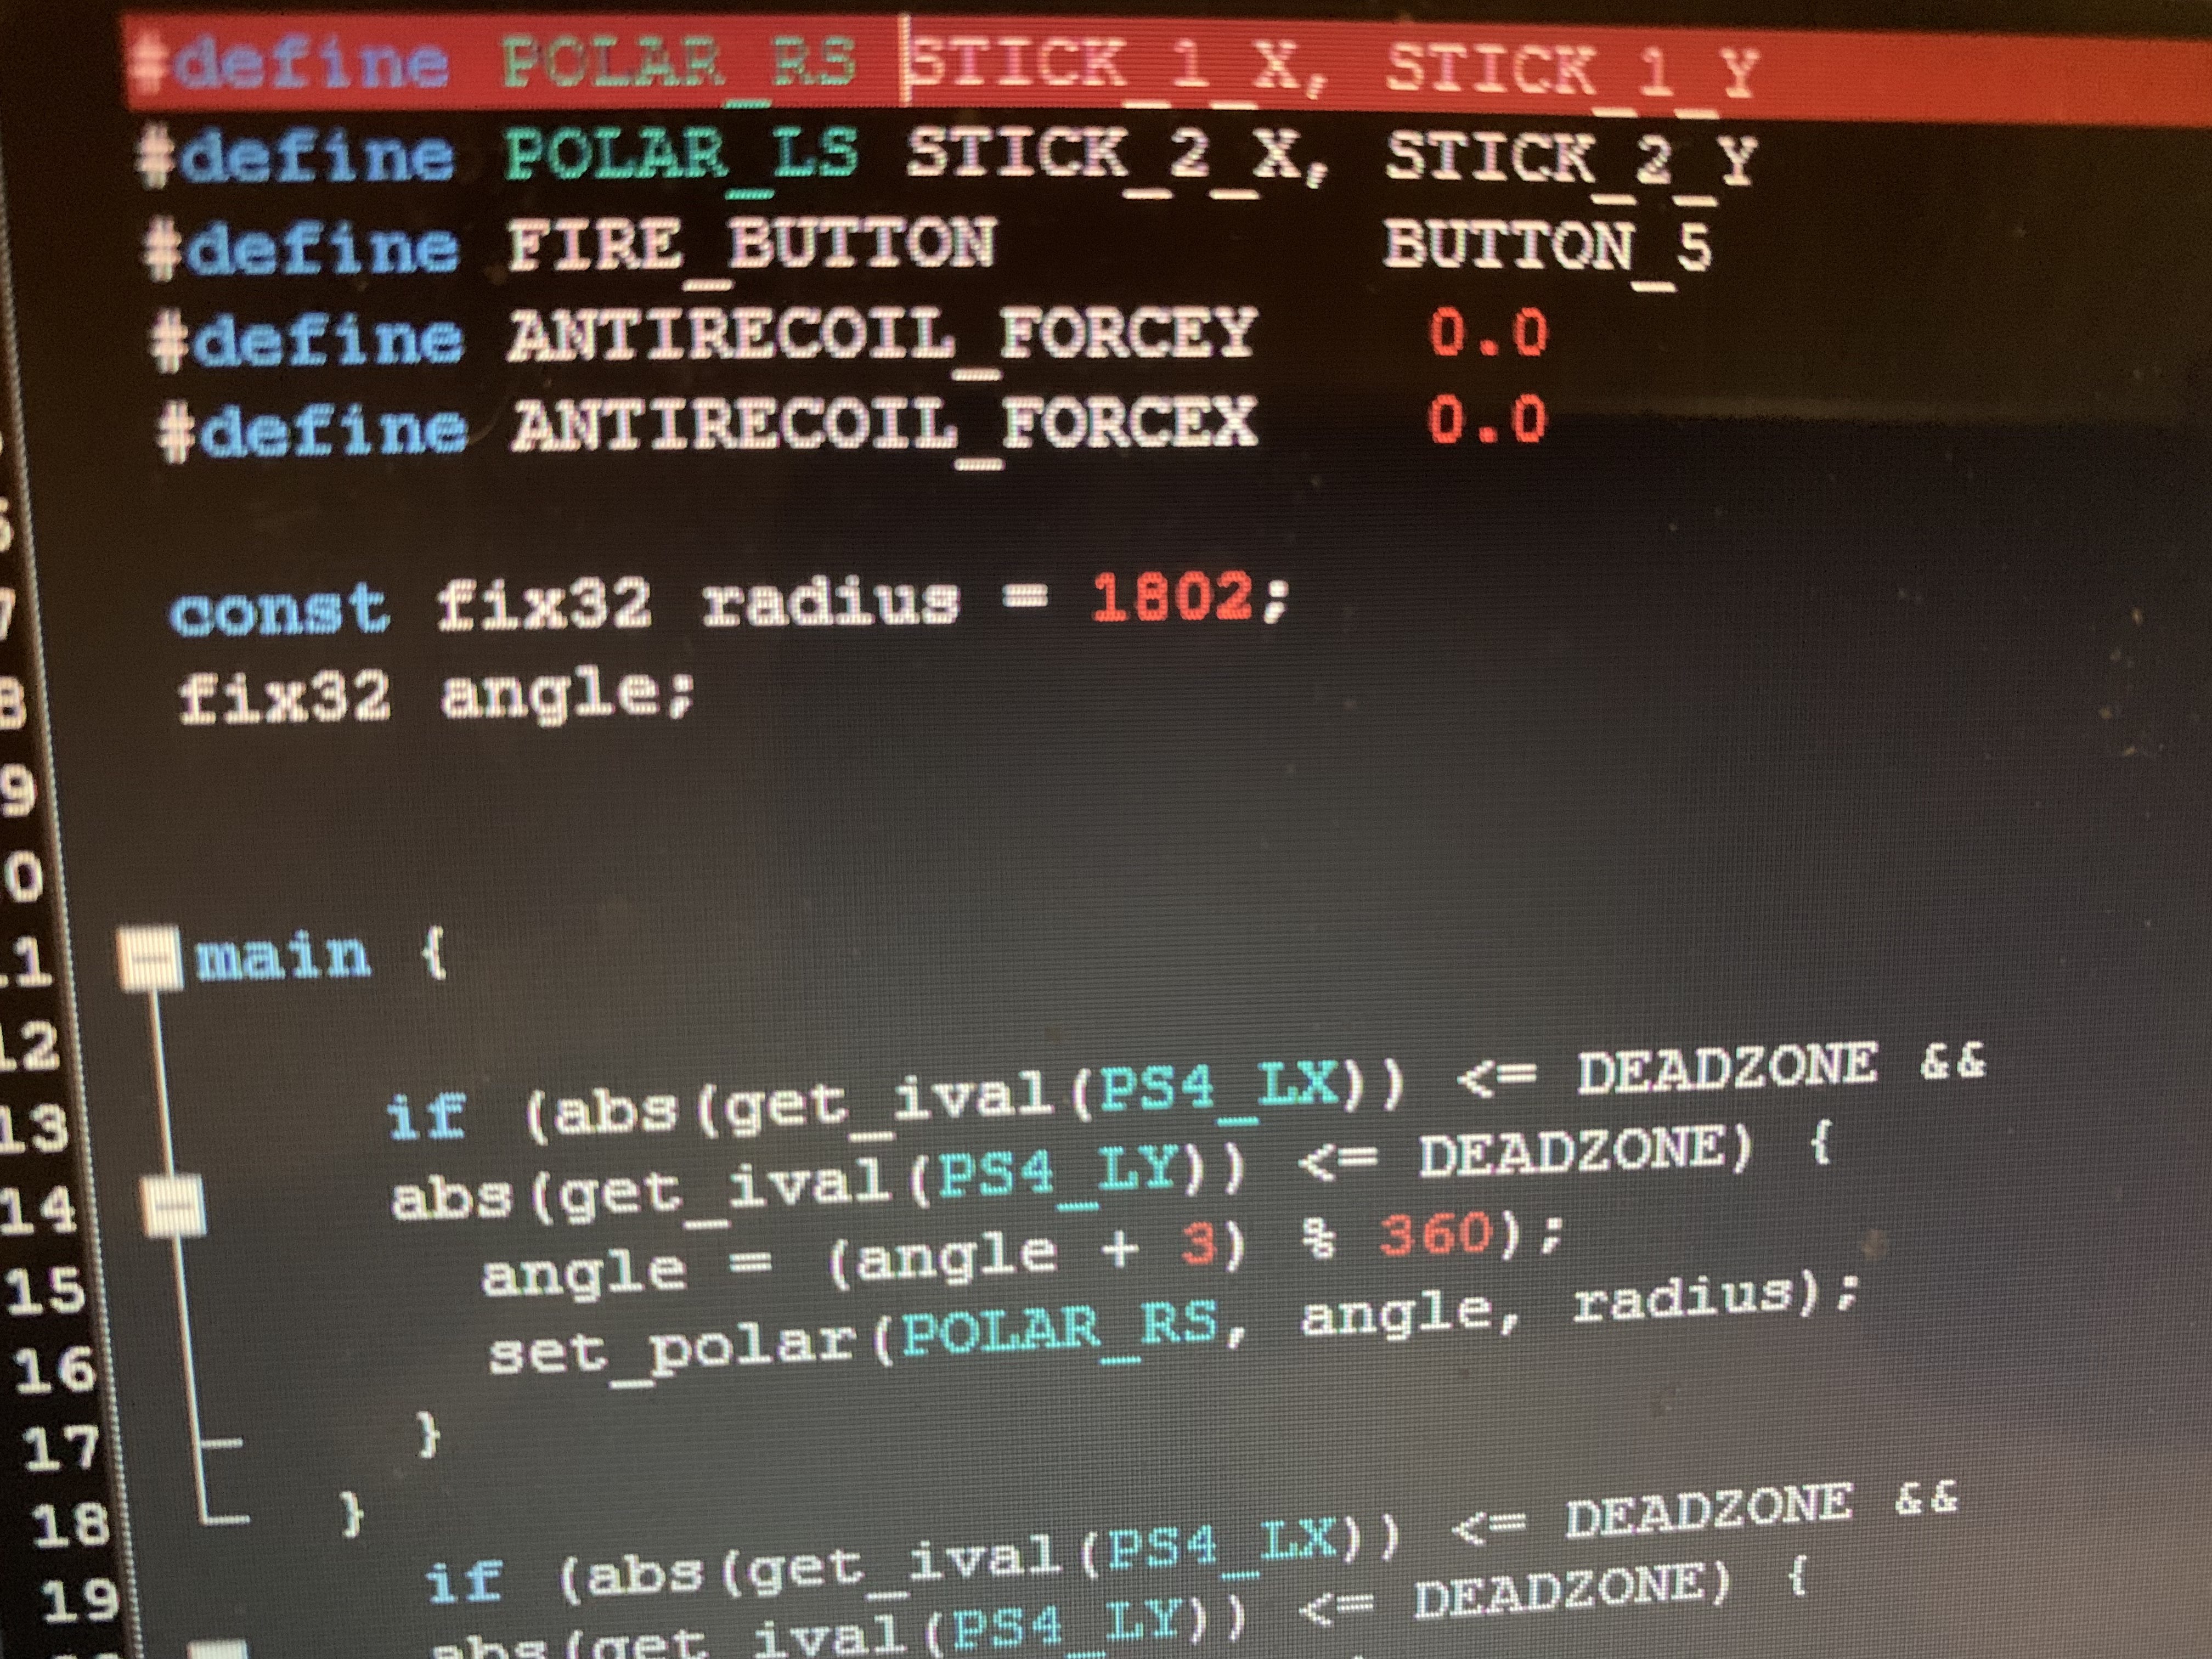 #define POLAR_RS STICK_1_X, STICK_1_Y
#define POLAR_LS STICK_2_X, STICK_2_Y
#define FIRE_BUTTON BUTTON_5
#define ANTIRECOIL_FORCEY 0.0
#define ANTIRECOIL_FORCEX 0.0
7 const fix32 radius = 1802;
8 fix32 angle;
9
0
1 main {
12
13 if (abs(get_ival(PS4_LX)) <= DEADZONE &&
14 abs(get_ival(PS4_LY)) <= DEADZONE) {
15 angle = (angle + 3) % 360);
16 set_polar(POLAR_RS, angle, radius);
17 }
18 }
19 if (abs(get_ival(PS4_LX)) <= DEADZONE &&
abs(get_ival(PS4_LY)) <= DEADZONE) {